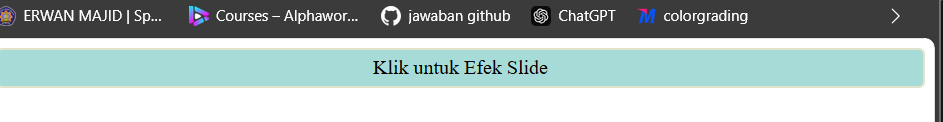 ERWAN MAJID | Sp... Courses – Alphawor... jawaban github ChatGPT colorgrading
Klik untuk Efek Slide